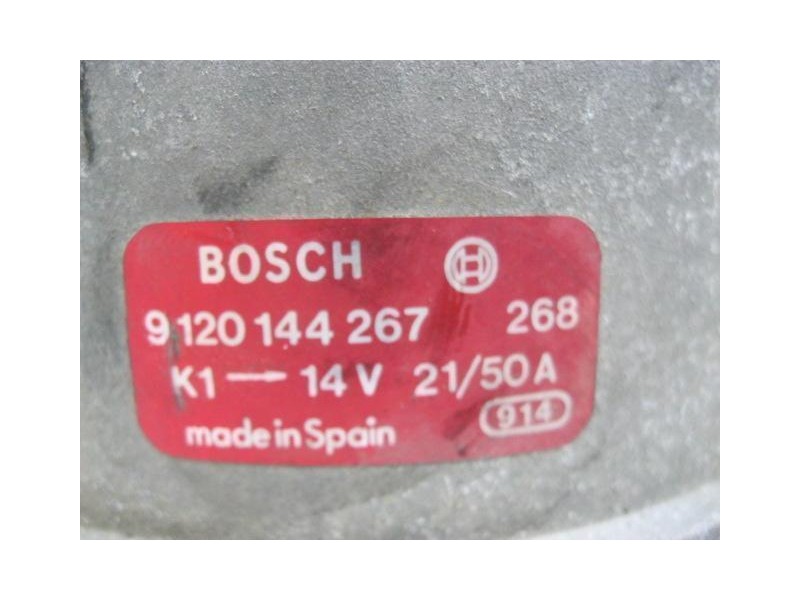 BOSCH
9 120 144 267 268
K1 → 14 V 21/50 A
914
made in Spain